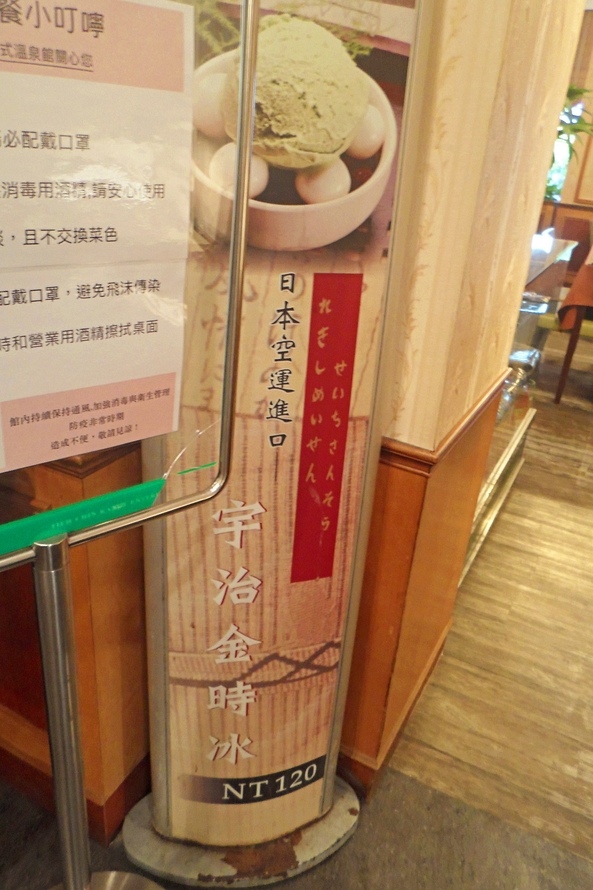 餐小叮嚀
式溫泉館關心您
必配戴口罩
消毒用酒精,請安心使用
，且不交換菜色
配戴口罩，避免飛沫傳染
時和營業用酒精擦拭桌面
館內持續保持通風,加強消毒與衛生管理
防疫非常時期
造成不便、敬請見諒！
日本空運進口
せいちさんそら
れきしめいせん
宇治金時冰
NT 120